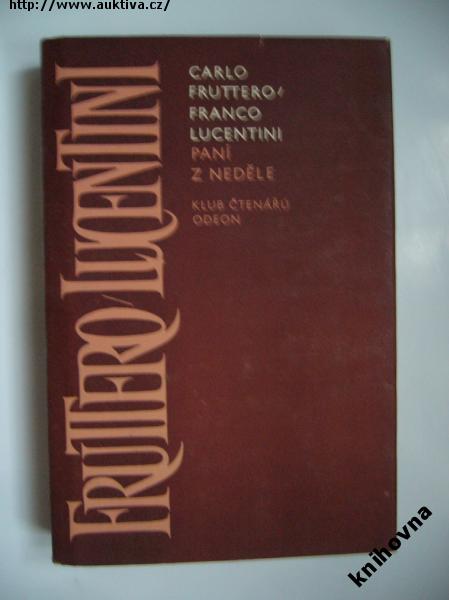 http://www.auktiva.cz/
CARLO
FRUTTERO/
FRANCO
LUCENTINI
PANÍ
Z NEDĚLE
KLUB ČTENÁŘŮ
ODEON
FRUTTERO/LUCENTINI
knihovna